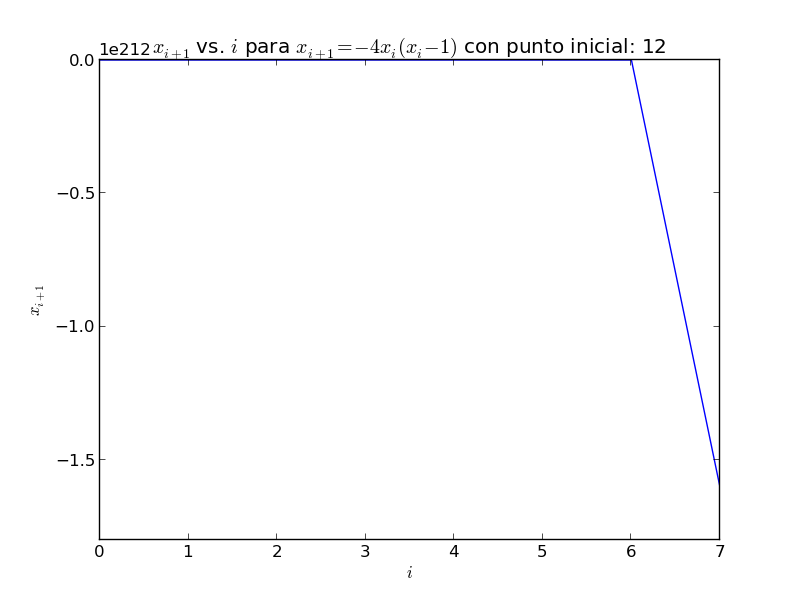 1e212 x_{i+1} vs. i para x_{i+1}=−4x_i(x_i−1) con punto inicial: 12
0.0
−0.5
−1.0
−1.5
x_{i+1}
0 1 2 3 4 5 6 7
i